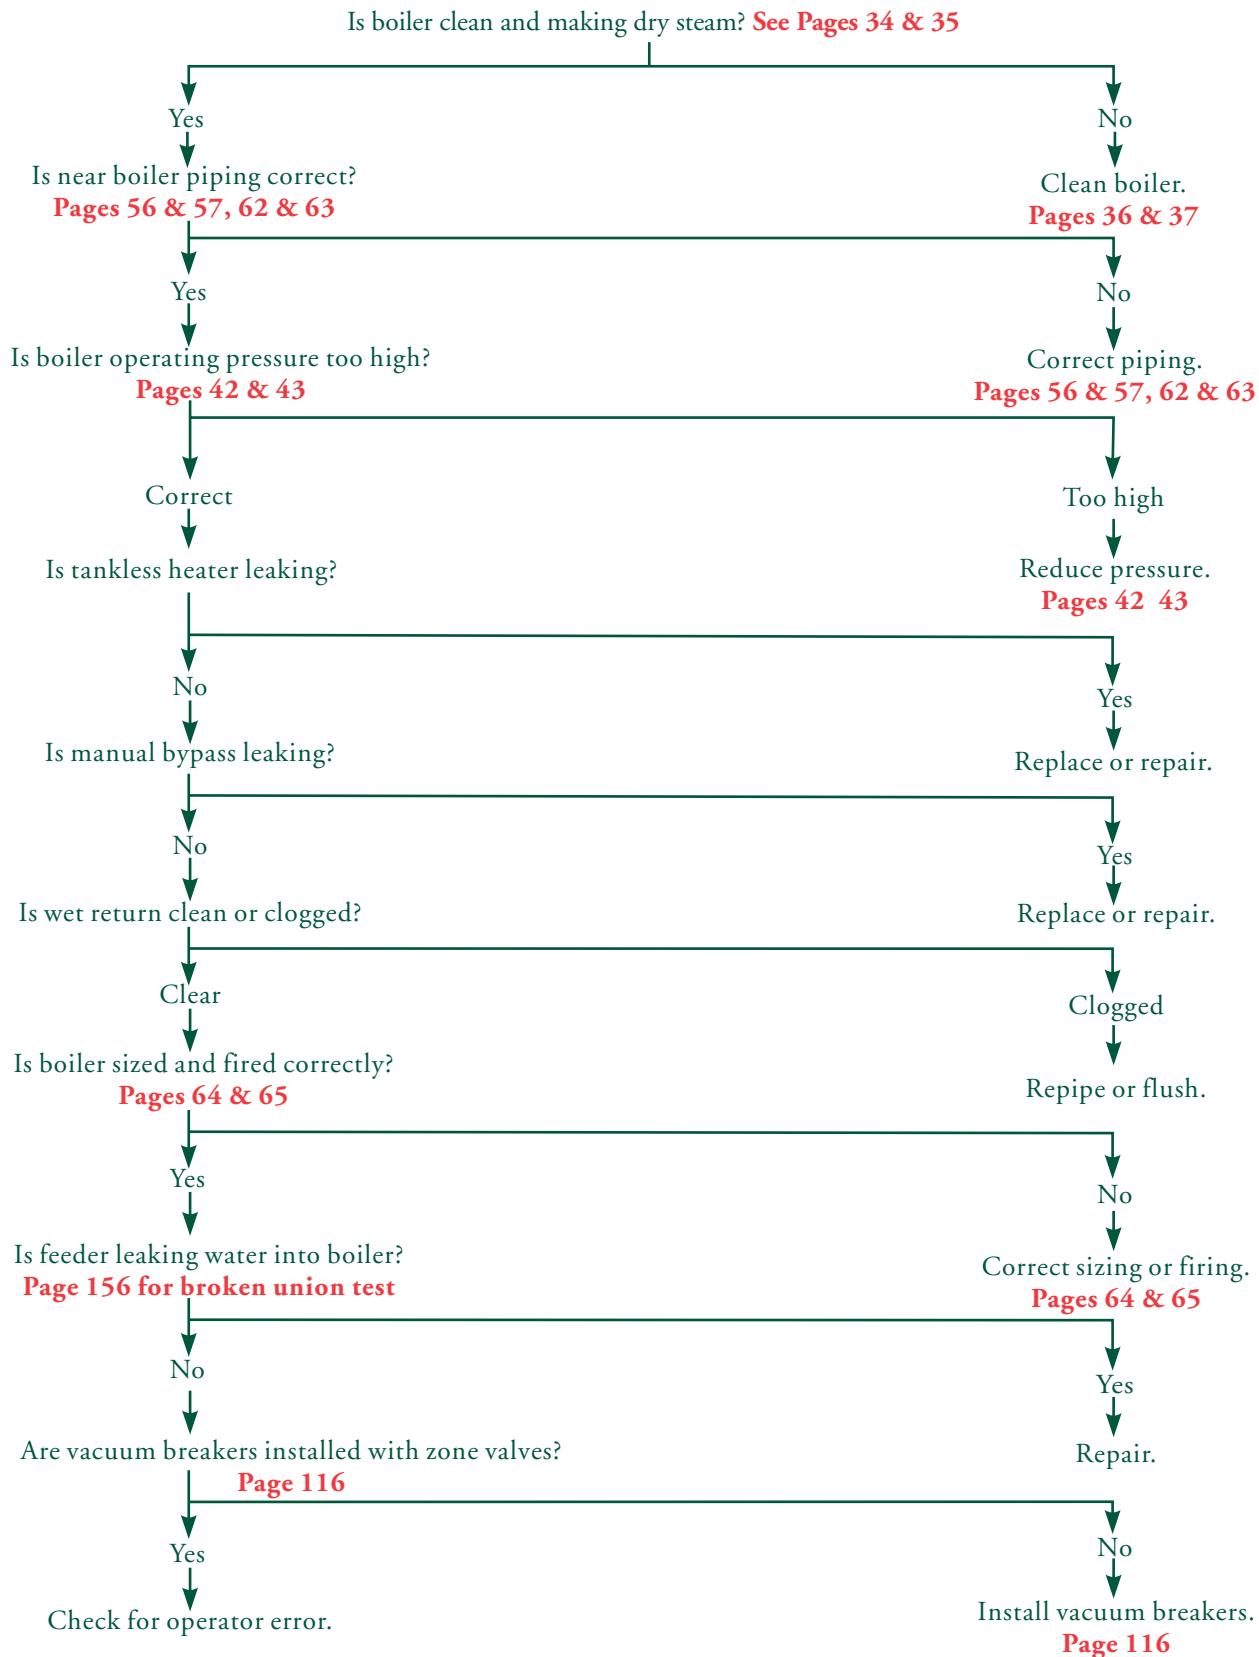 Is boiler clean and making dry steam? See Pages 34 & 35
Yes
No
Is near boiler piping correct?
Pages 56 & 57, 62 & 63
Clean boiler.
Pages 36 & 37
Yes
No
Is boiler operating pressure too high?
Pages 42 & 43
Correct piping.
Pages 56 & 57, 62 & 63
Correct
Too high
Is tankless heater leaking?
Reduce pressure.
Pages 42 43
No
Yes
Is manual bypass leaking?
Replace or repair.
No
Yes
Is wet return clean or clogged?
Replace or repair.
Clear
Clogged
Is boiler sized and fired correctly?
Pages 64 & 65
Repipe or flush.
Yes
No
Is feeder leaking water into boiler?
Page 156 for broken union test
Correct sizing or firing.
Pages 64 & 65
No
Yes
Are vacuum breakers installed with zone valves?
Page 116
Repair.
Yes
No
Check for operator error.
Install vacuum breakers.
Page 116